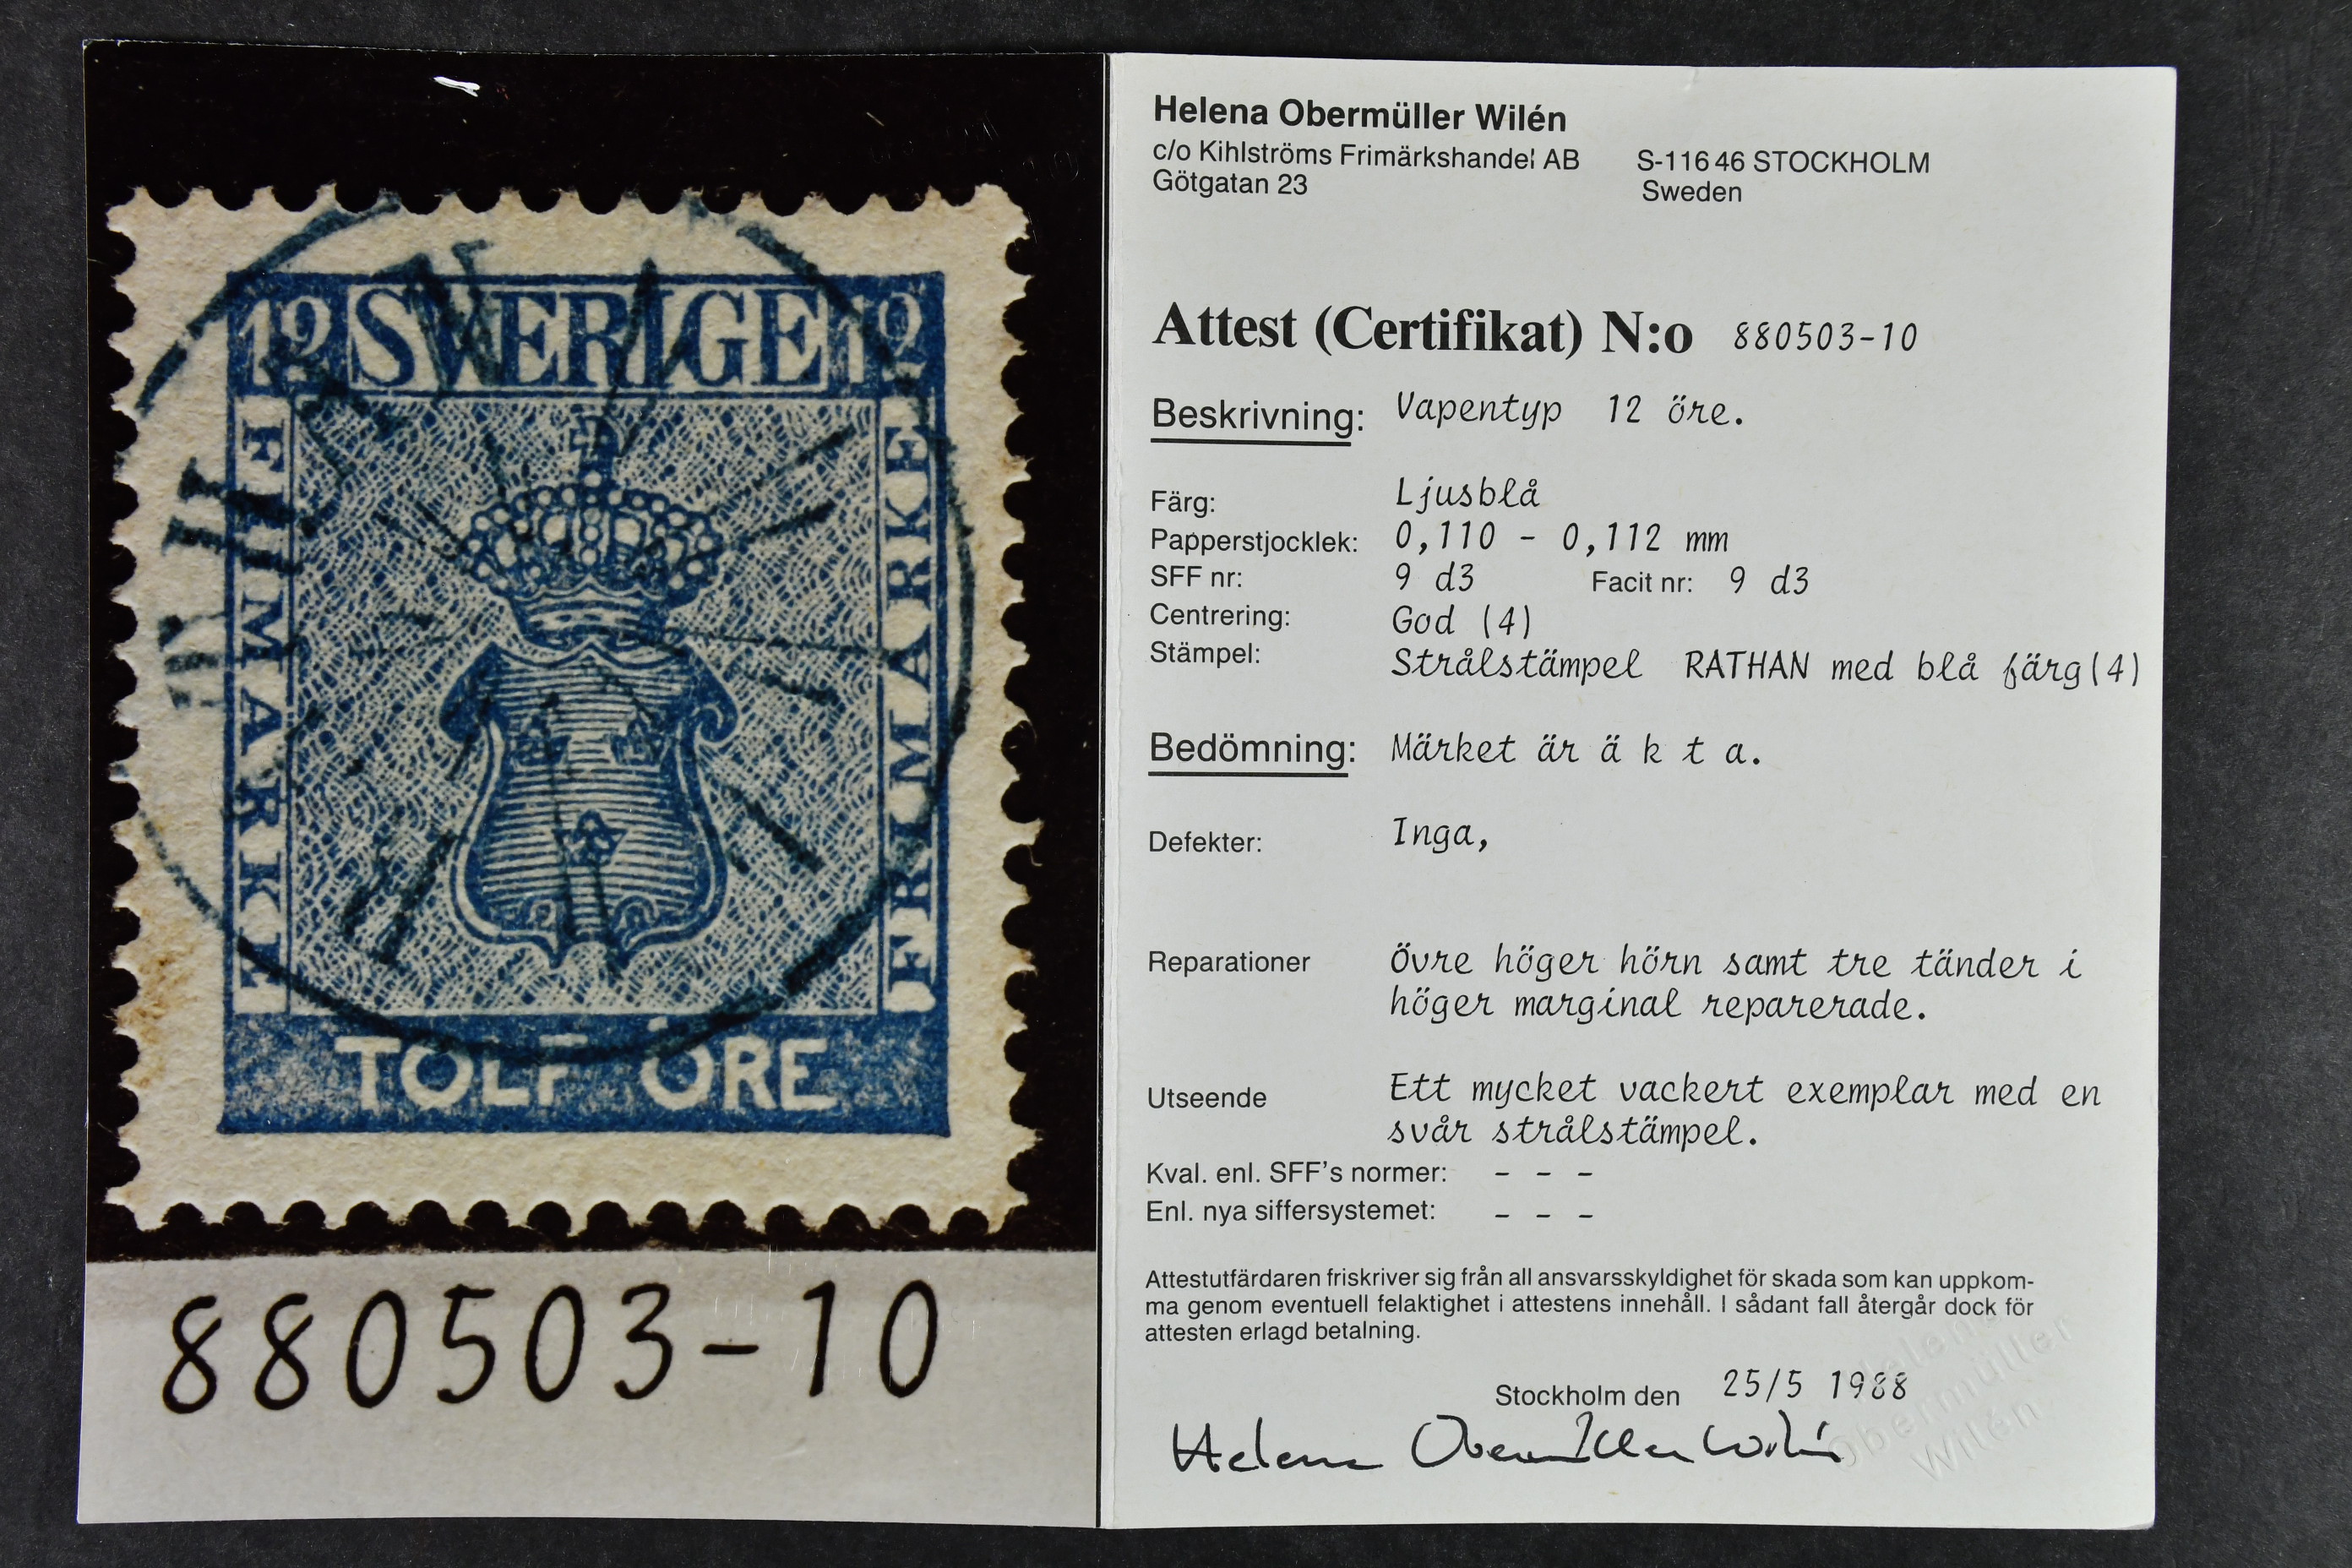 12 SVERIGE 12
FRIMÄRKE
FRIMÄRKE
TOLF ÖRE
880503-10
Helena Obermüller Wilén
c/o Kihlströms Frimärkshandel AB S-116 46 STOCKHOLM
Götgatan 23 Sweden
Attest (Certifikat) N:o 880503-10
Beskrivning: Vapentyp 12 öre.
Färg: Ljusblå
Papperstjocklek: 0,110 - 0,112 mm
SFF nr: 9 d3 Facit nr: 9 d3
Centrering: God (4)
Stämpel: Strålstämpel RATHAN med blå färg(4)
Bedömning: Märket är ä k t a.
Defekter: Inga,
Reparationer Övre höger hörn samt tre tänder i
höger marginal reparerade.
Utseende Ett mycket vackert exemplar med en
svår strålstämpel.
Kval. enl. SFF's normer: - - -
Enl. nya siffersystemet: - - -
Attestutfärdaren friskriver sig från all ansvarsskyldighet för skada som kan uppkom-
ma genom eventuell felaktighet i attestens innehåll. I sådant fall återgår dock för
attesten erlagd betalning.
Stockholm den 25/5 1988
Helena Obermüller Wilén
Helena
Obermüller
Wilén